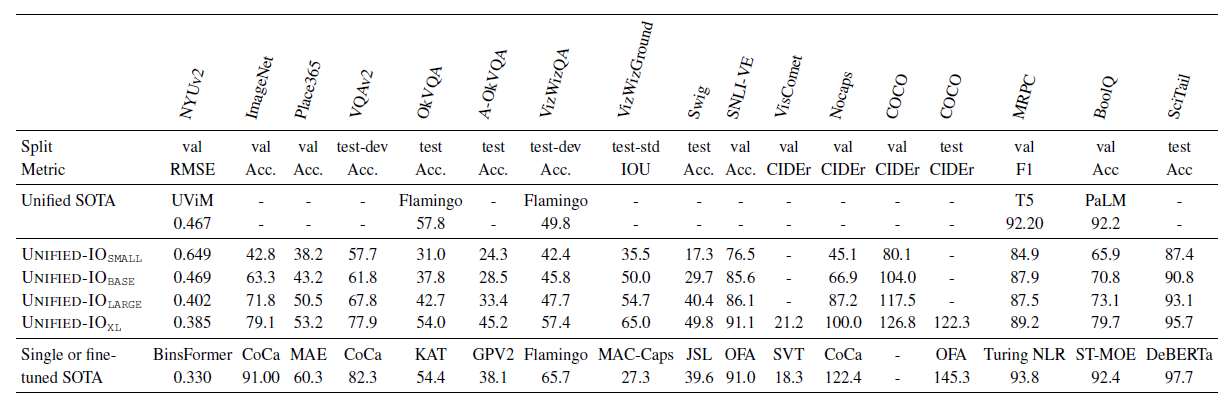 NYUv2 ImageNet Place365 VQAv2 OkVQA A-OkVQA VizWizQA VizWizGround Swig SNLI-VE VisComet Nocaps COCO COCO MRPC BoolQ SciTail
Split val val val test-dev test test test-dev test-std test val val val val test val val test
Metric RMSE Acc. Acc. Acc. Acc. Acc. Acc. IOU Acc. Acc. CIDEr CIDEr CIDEr CIDEr F1 Acc Acc
Unified SOTA UViM - - - Flamingo - Flamingo - - - - - - - T5 PaLM -
0.467 - - - 57.8 - 49.8 - - - - - - - 92.20 92.2 -
UNIFIED-IO SMALL 0.649 42.8 38.2 57.7 31.0 24.3 42.4 35.5 17.3 76.5 - 45.1 80.1 - 84.9 65.9 87.4
UNIFIED-IO BASE 0.469 63.3 43.2 61.8 37.8 28.5 45.8 50.0 29.7 85.6 - 66.9 104.0 - 87.9 70.8 90.8
UNIFIED-IO LARGE 0.402 71.8 50.5 67.8 42.7 33.4 47.7 54.7 40.4 86.1 - 87.2 117.5 - 87.5 73.1 93.1
UNIFIED-IO XL 0.385 79.1 53.2 77.9 54.0 45.2 57.4 65.0 49.8 91.1 21.2 100.0 126.8 122.3 89.2 79.7 95.7
Single or fine- BinsFormer CoCa MAE CoCa KAT GPV2 Flamingo MAC-Caps JSL OFA SVT CoCa - OFA Turing NLR ST-MOE DeBERTa
tuned SOTA 0.330 91.00 60.3 82.3 54.4 38.1 65.7 27.3 39.6 91.0 18.3 122.4 - 145.3 93.8 92.4 97.7